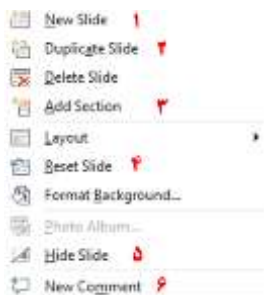 New Slide ۱
Duplicate Slide ۲
Delete Slide
Add Section ۳
Layout
Reset Slide ۴
Format Background...
Photo Album...
Hide Slide ۵
New Comment ۶